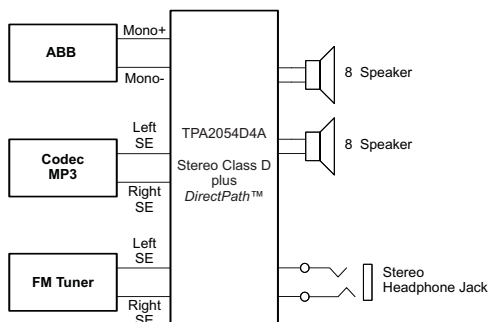 Mono+
ABB
Mono-
8 Speaker
Left
SE
TPA2054D4A
8 Speaker
Codec
MP3
Stereo Class D
plus
DirectPath™
Right
SE
Left
SE
FM Tuner
Stereo
Headphone Jack
Right
SE